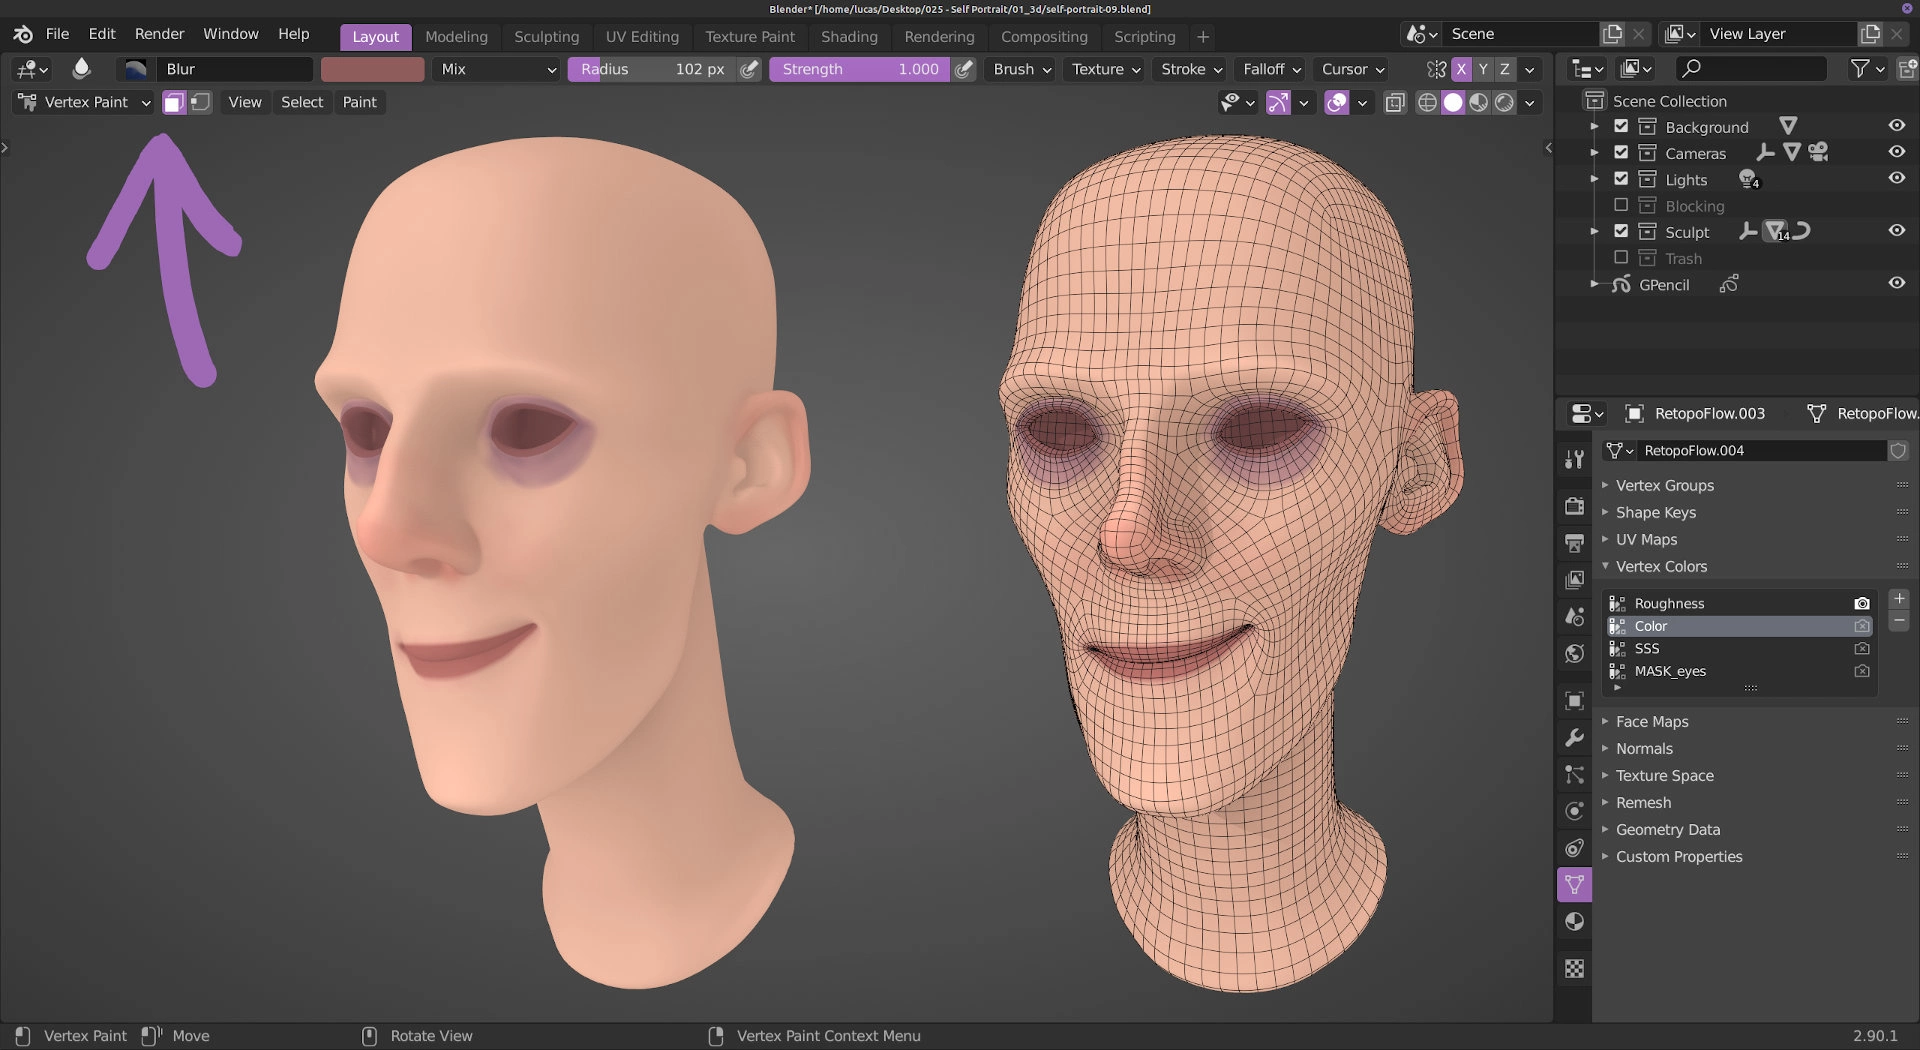 Blender* [/home/lucas/Desktop/025 - Self Portrait/01_3d/self-portrait-09.blend]
File Edit Render Window Help Layout Modeling Sculpting UV Editing Texture Paint Shading Rendering Compositing Scripting + Scene View Layer
Blur Mix Radius 102 px Strength 1.000 Brush Texture Stroke Falloff Cursor X Y Z
Vertex Paint View Select Paint
Scene Collection
Background
Cameras
Lights 4
Blocking
Sculpt 14
Trash
GPencil
RetopoFlow.003 RetopoFlow.
RetopoFlow.004
Vertex Groups
Shape Keys
UV Maps
Vertex Colors
Roughness
Color
SSS
MASK_eyes
Face Maps
Normals
Texture Space
Remesh
Geometry Data
Custom Properties
Vertex Paint Move Rotate View Vertex Paint Context Menu 2.90.1